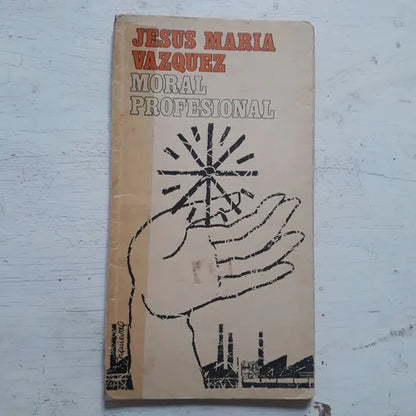 JESUS MARIA
VAZQUEZ
MORAL
PROFESIONAL